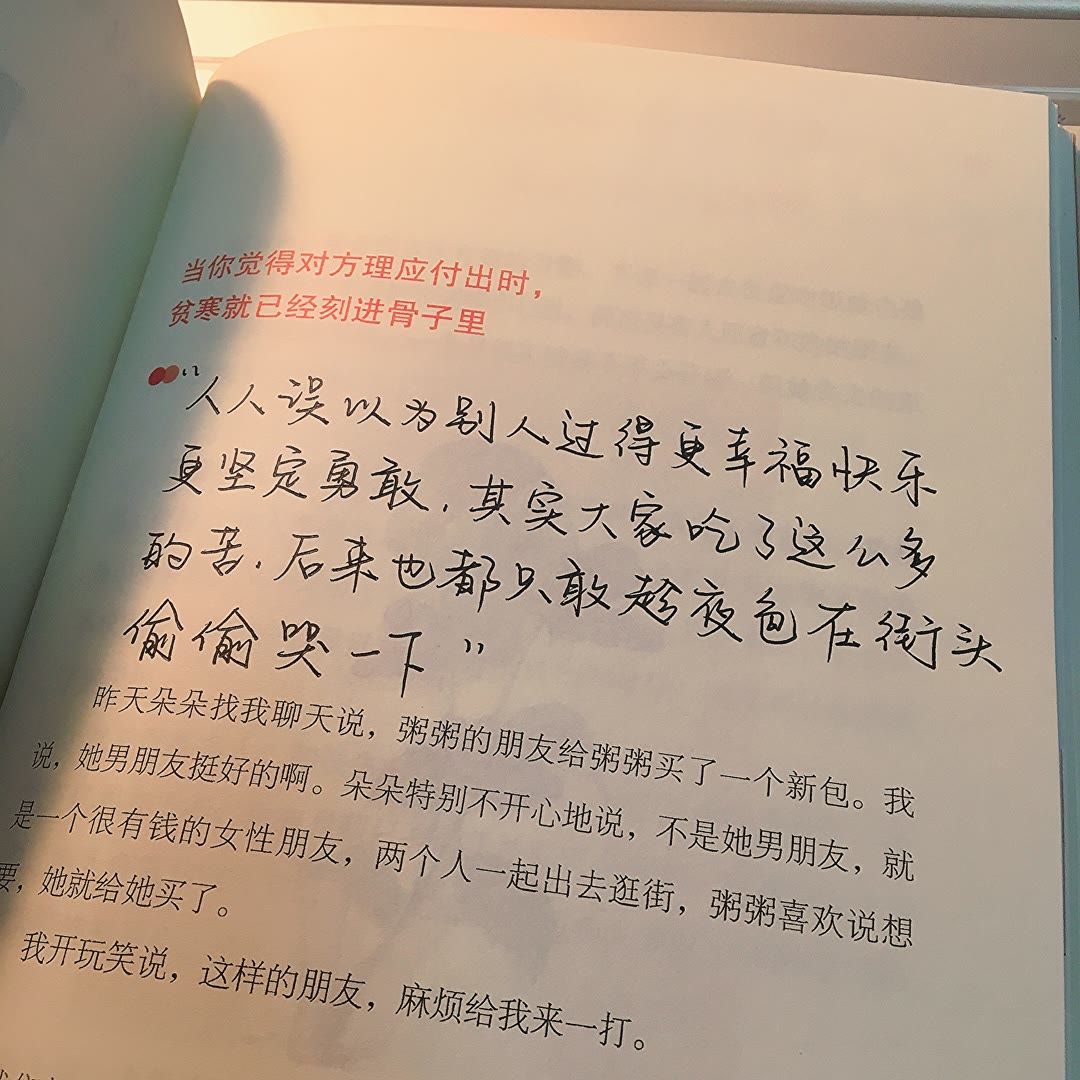 当你觉得对方理应付出时，
贫寒就已经刻进骨子里
“人人误以为别人过得更幸福快乐
更坚定勇敢，其实大家吃了这么多
的苦，后来也都只敢趁夜色在街头
偷偷哭一下”
昨天朵朵找我聊天说，粥粥的朋友给粥粥买了一个新包。我
说，她男朋友挺好的啊。朵朵特别不开心地说，不是她男朋友，就
是一个很有钱的女性朋友，两个人一起出去逛街，粥粥喜欢说想
要，她就给她买了。
我开玩笑说，这样的朋友，麻烦给我来一打。